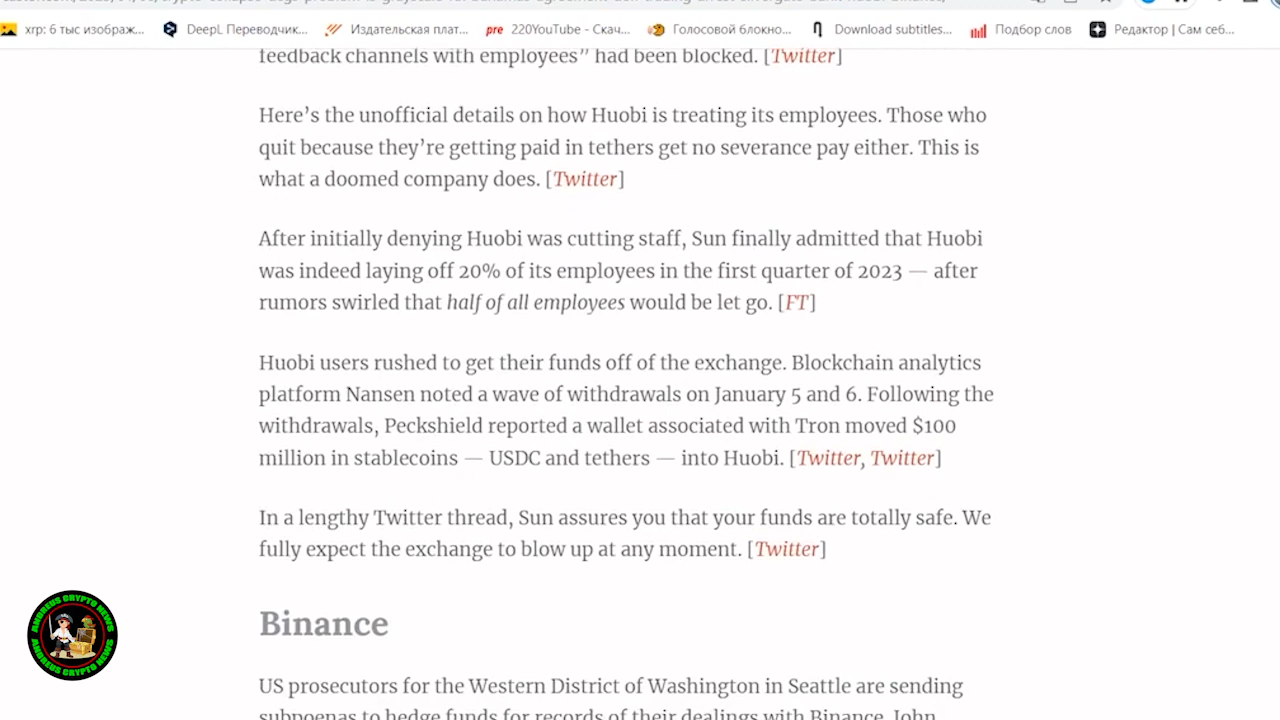 xrp: 6 тыс изображ...
DeepL Переводчик...
Издательская плат...
pre 220YouTube - Скач...
Голосовой блокно...
Download subtitles...
Подбор слов
Редактор | Сам себ...
feedback channels with employees” had been blocked. [Twitter]
Here’s the unofficial details on how Huobi is treating its employees. Those who
quit because they’re getting paid in tethers get no severance pay either. This is
what a doomed company does. [Twitter]
After initially denying Huobi was cutting staff, Sun finally admitted that Huobi
was indeed laying off 20% of its employees in the first quarter of 2023 — after
rumors swirled that half of all employees would be let go. [FT]
Huobi users rushed to get their funds off of the exchange. Blockchain analytics
platform Nansen noted a wave of withdrawals on January 5 and 6. Following the
withdrawals, Peckshield reported a wallet associated with Tron moved $100
million in stablecoins — USDC and tethers — into Huobi. [Twitter, Twitter]
In a lengthy Twitter thread, Sun assures you that your funds are totally safe. We
fully expect the exchange to blow up at any moment. [Twitter]
ANDREUS CRYPTO NEWS
ANDREUS CRYPTO NEWS
Binance
US prosecutors for the Western District of Washington in Seattle are sending
subpoenas to hedge funds for records of their dealings with Binance. John